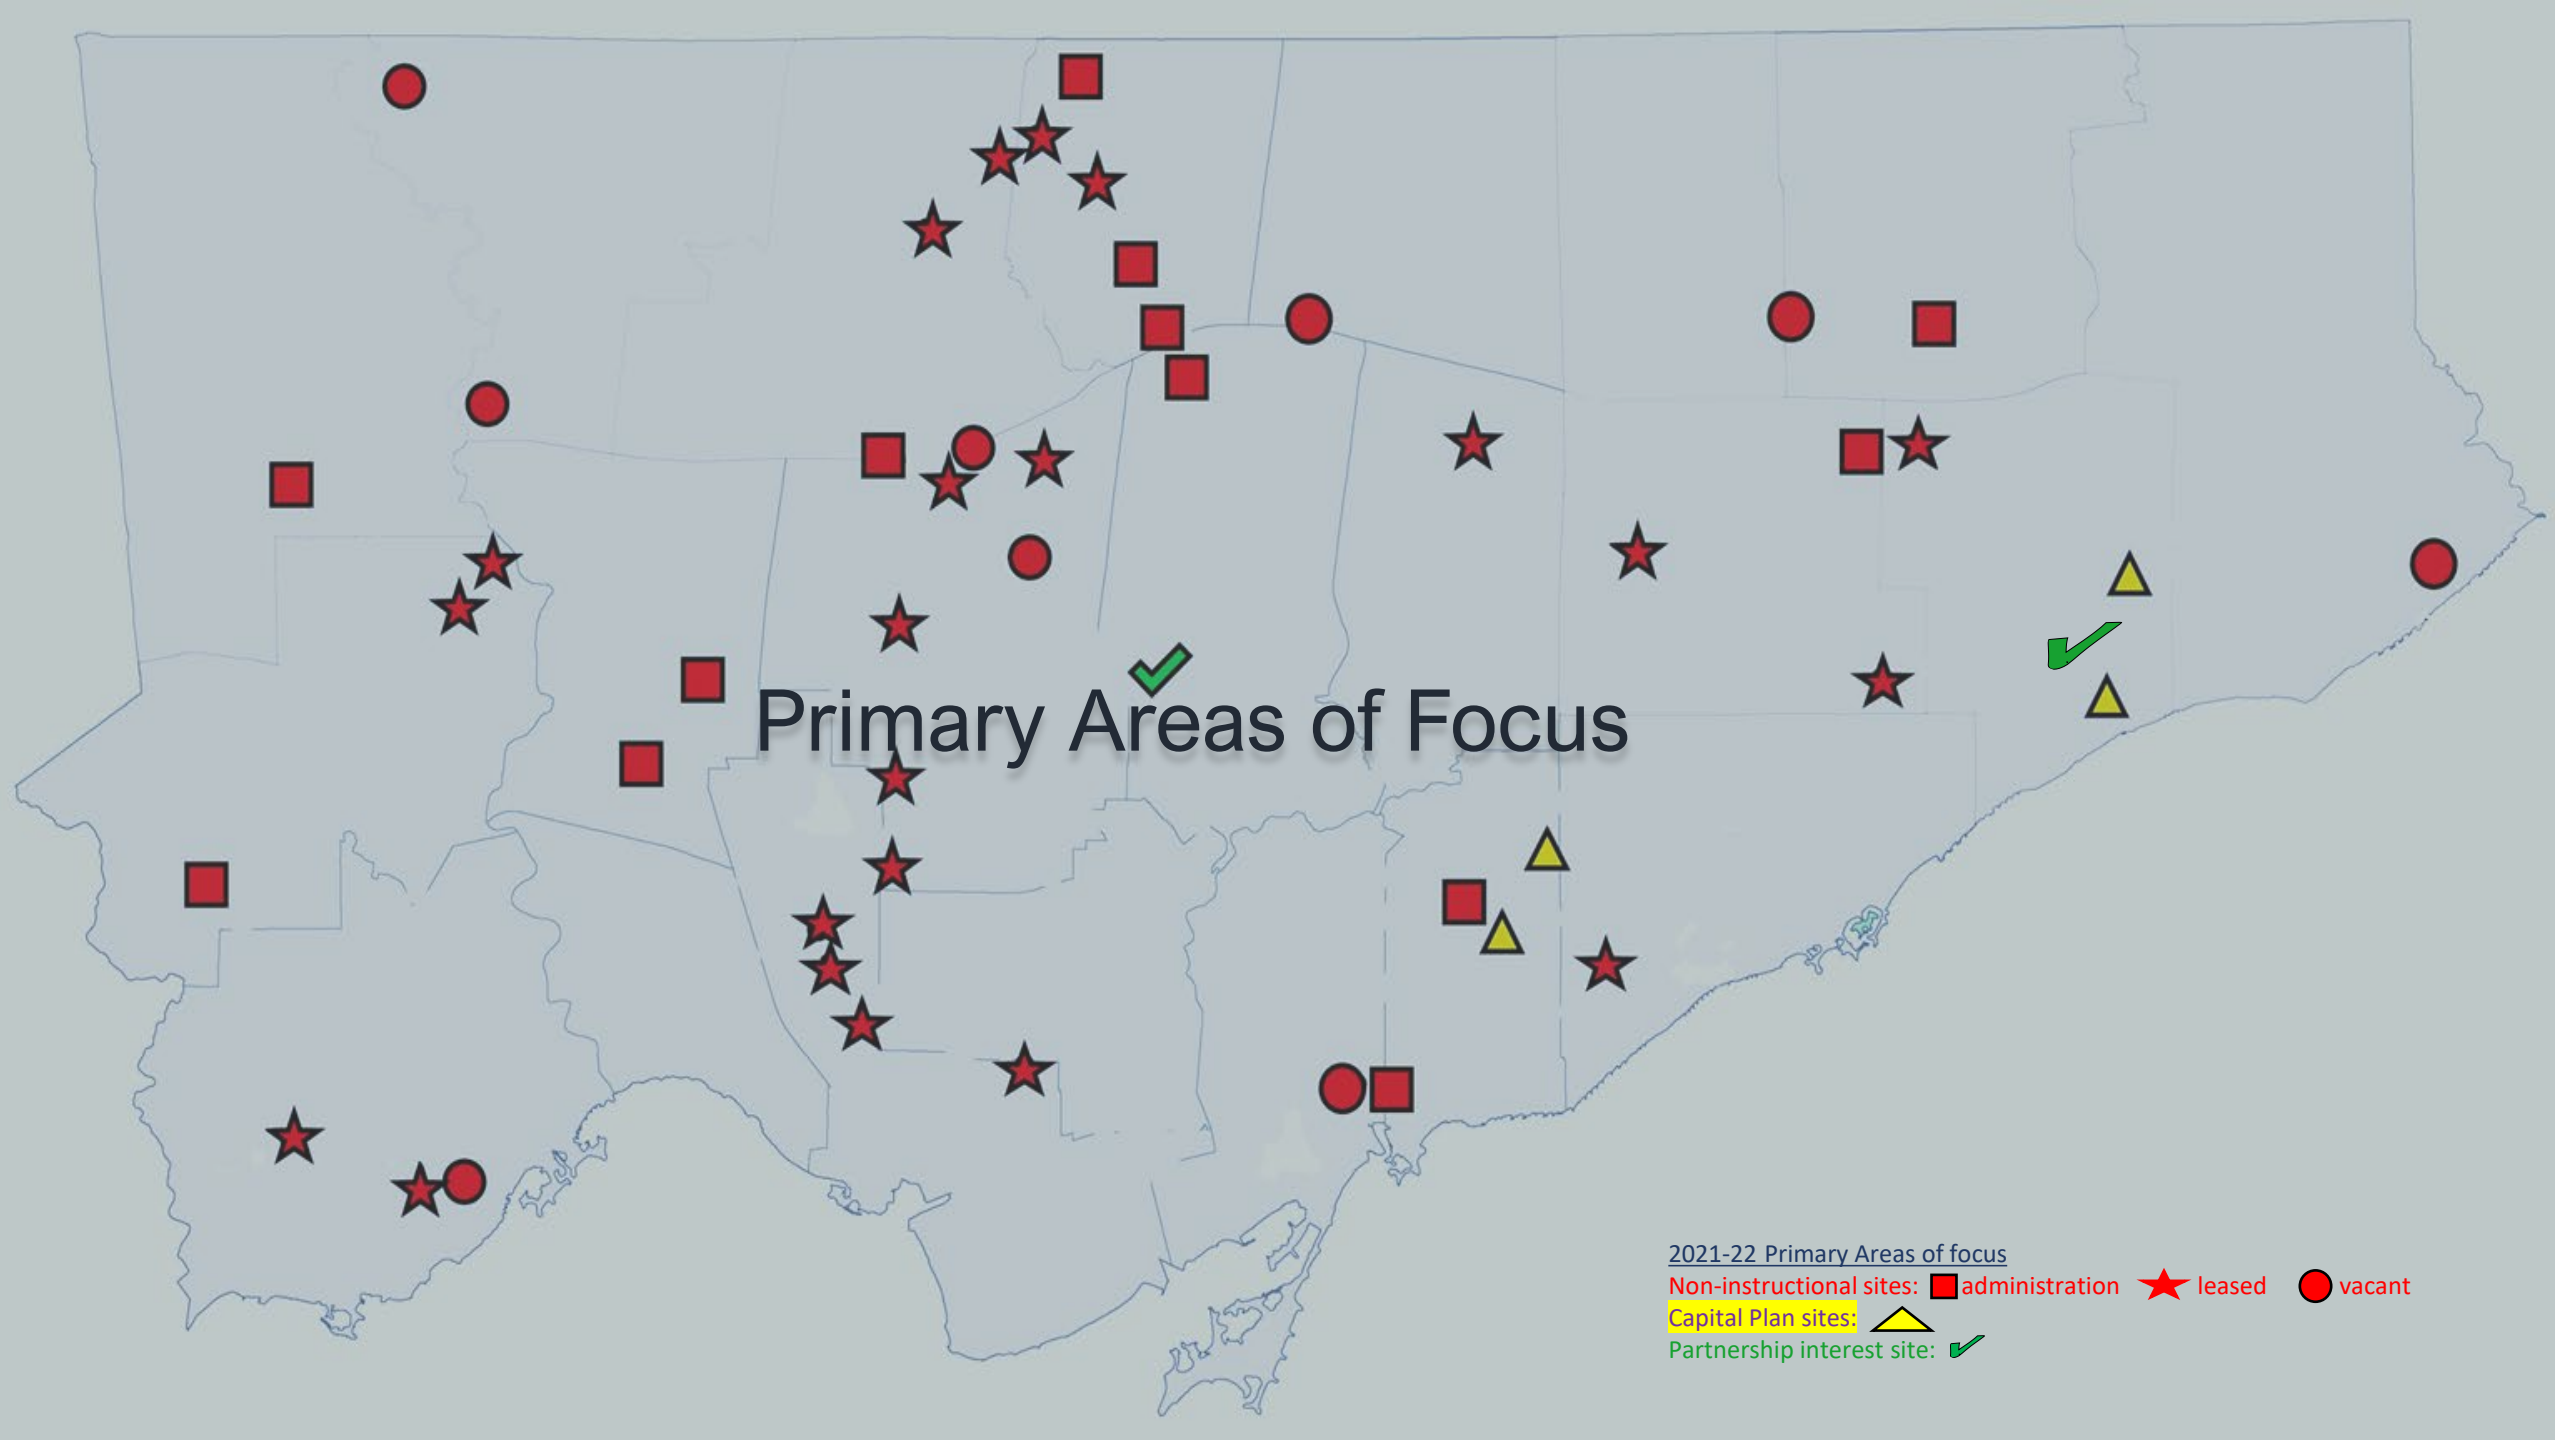 Primary Areas of Focus
2021-22 Primary Areas of focus
Non-instructional sites: administration leased vacant
Capital Plan sites:
Partnership interest site: